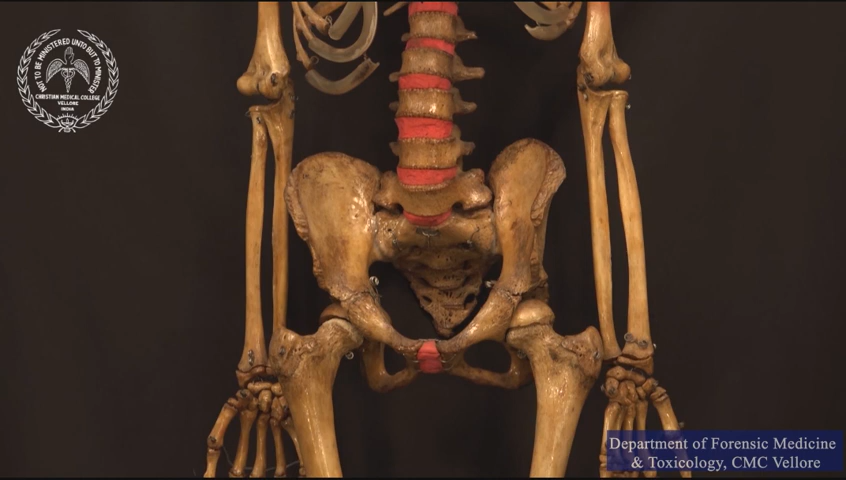 NOT TO BE MINISTERED UNTO BUT TO MINISTER
CHRISTIAN MEDICAL COLLEGE
VELLORE
INDIA
Department of Forensic Medicine
& Toxicology, CMC Vellore